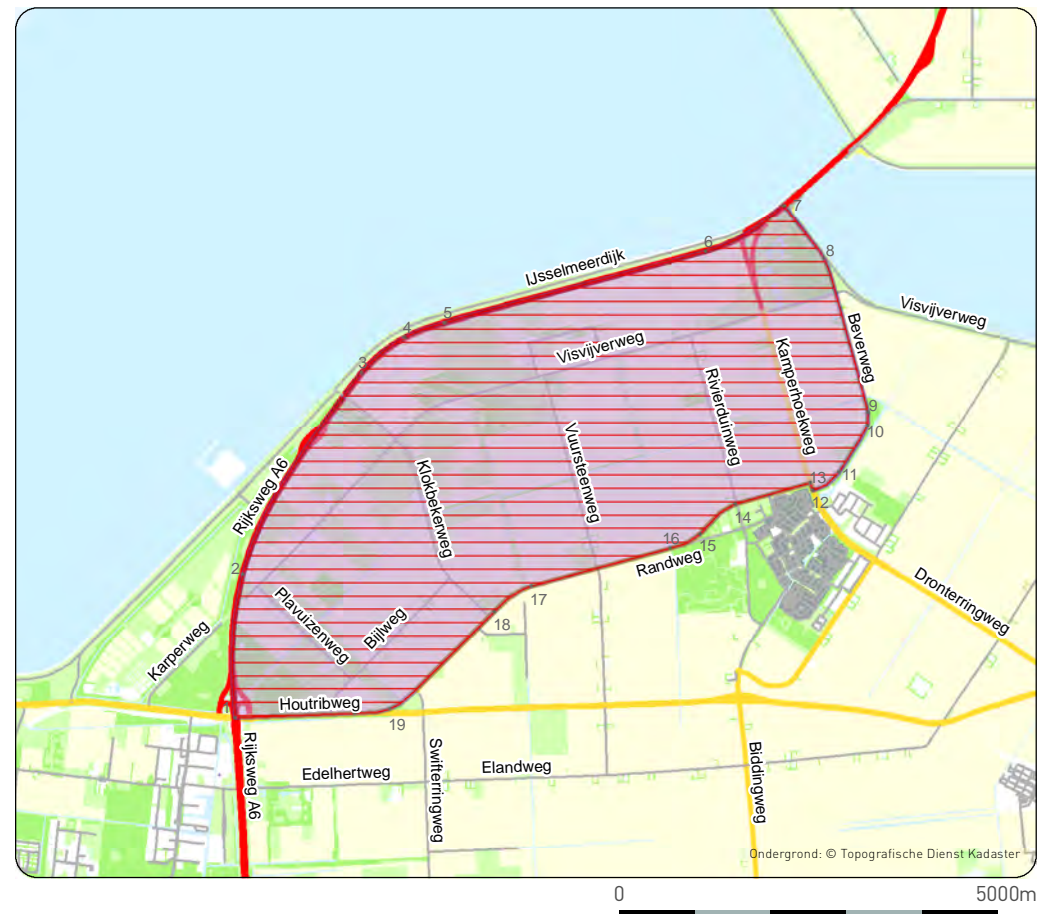 7
6
8
IJsselmeerdijk
5
4
Visvijverweg
Beverweg
Visvijverweg
3
Kamperhoekweg
Rivierduinweg
9
10
Vuursteenweg
Klokbekerweg
Rijksweg A6
13
11
12
14
16
15
Randweg
2
Dronterringweg
Plavuizenweg
Bijlweg
17
18
Karperweg
Houtribweg
1
19
Rijksweg A6
Swifterringweg
Biddingweg
Edelhertweg
Elandweg
Ondergrond: © Topografische Dienst Kadaster
0
5000m